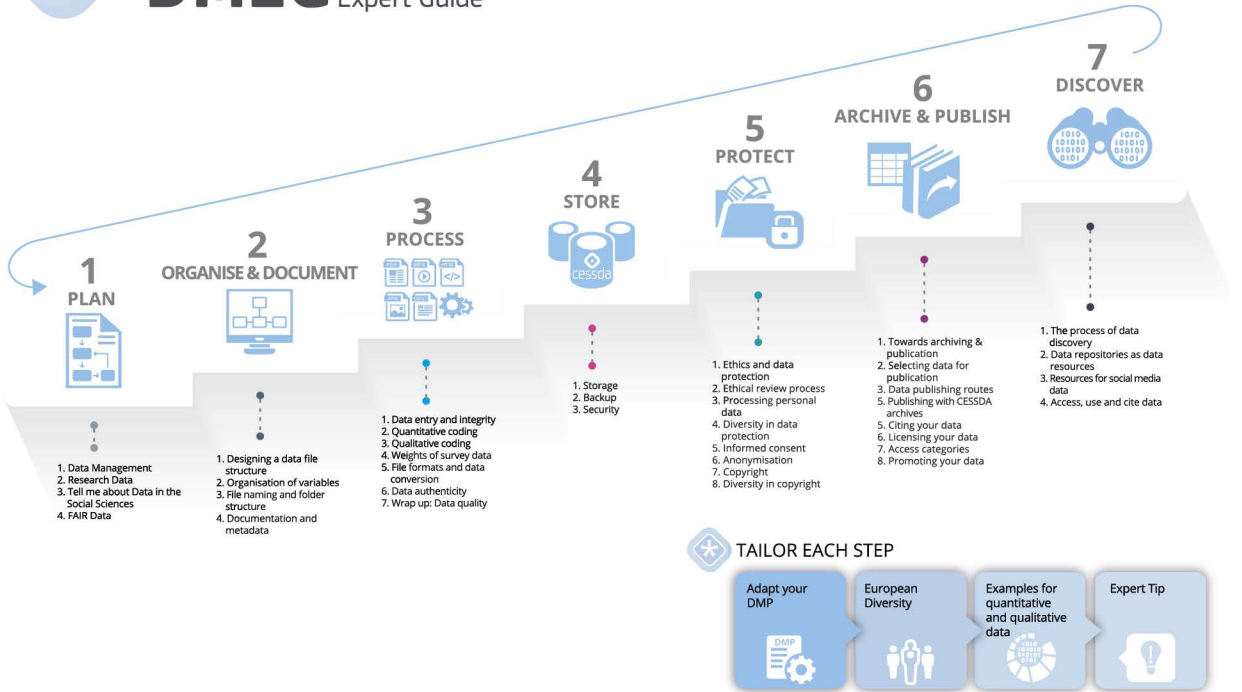 DMEG Expert Guide
7
DISCOVER
1010
101010
010101
0101
1010
101010
010101
0101
6
ARCHIVE & PUBLISH
5
PROTECT
4
STORE
cessda
3
PROCESS
</>
2
ORGANISE & DOCUMENT
1
PLAN
1. Data Management
2. Research Data
3. Tell me about Data in the
Social Sciences
4. FAIR Data
1. Designing a data file
structure
2. Organisation of variables
3. File naming and folder
structure
4. Documentation and
metadata
1. Data entry and integrity
2. Quantitative coding
3. Qualitative coding
4. Weights of survey data
5. File formats and data
conversion
6. Data authenticity
7. Wrap up: Data quality
1. Storage
2. Backup
3. Security
1. Ethics and data
protection
2. Ethical review process
3. Processing personal
data
4. Diversity in data
protection
5. Informed consent
6. Anonymisation
7. Copyright
8. Diversity in copyright
1. Towards archiving &
publication
2. Selecting data for
publication
3. Data publishing routes
5. Publishing with CESSDA
archives
5. Citing your data
6. Licensing your data
7. Access categories
8. Promoting your data
1. The process of data
discovery
2. Data repositories as data
resources
3. Resources for social media
data
4. Access, use and cite data
TAILOR EACH STEP
Adapt your
DMP
DMP
European
Diversity
Examples for
quantitative
and qualitative
data
Expert Tip